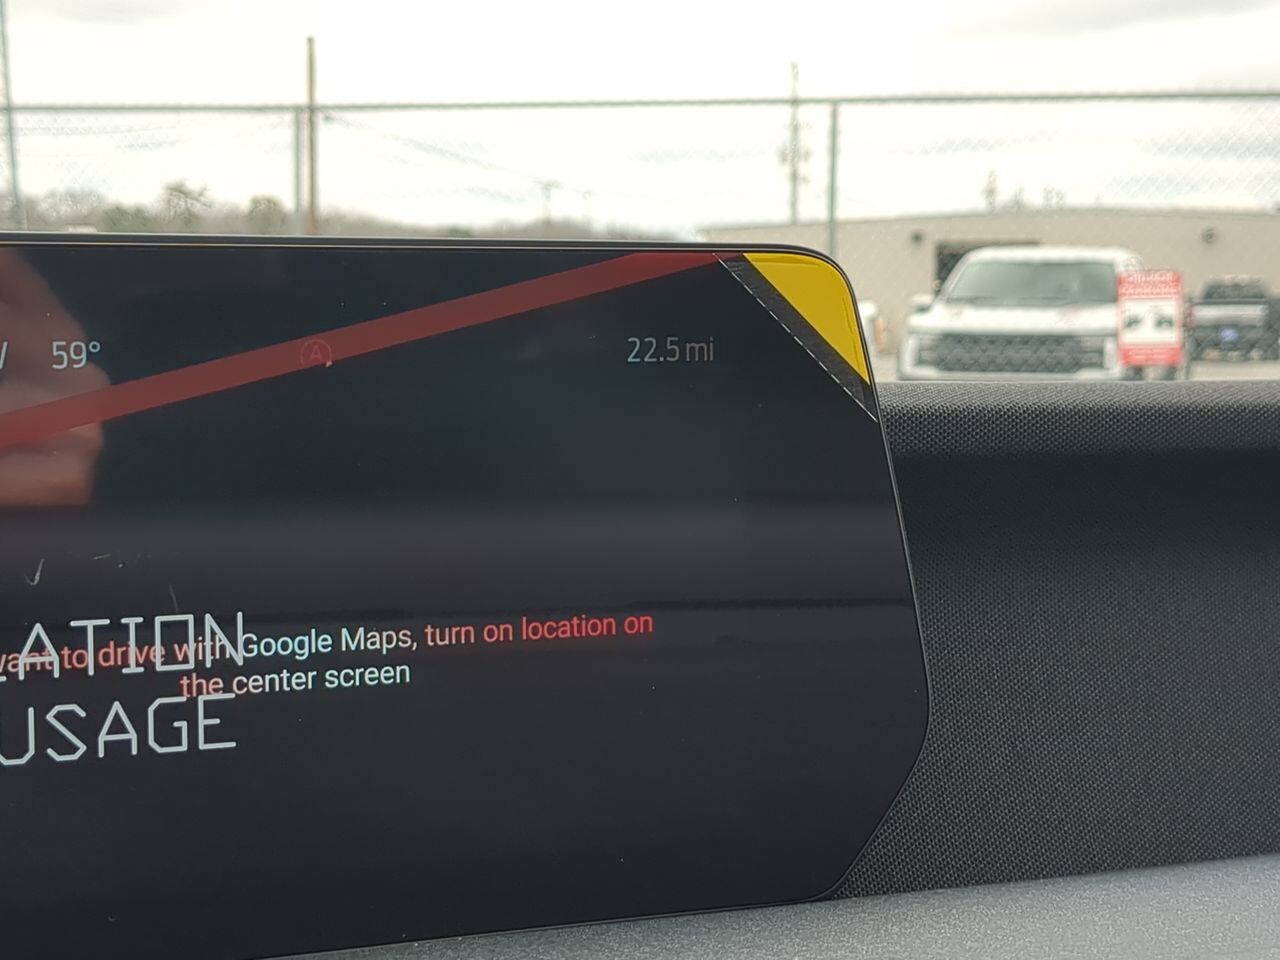 59°
A
22.5 mi
ATION
want to drive with Google Maps, turn on location on
the center screen
USAGE